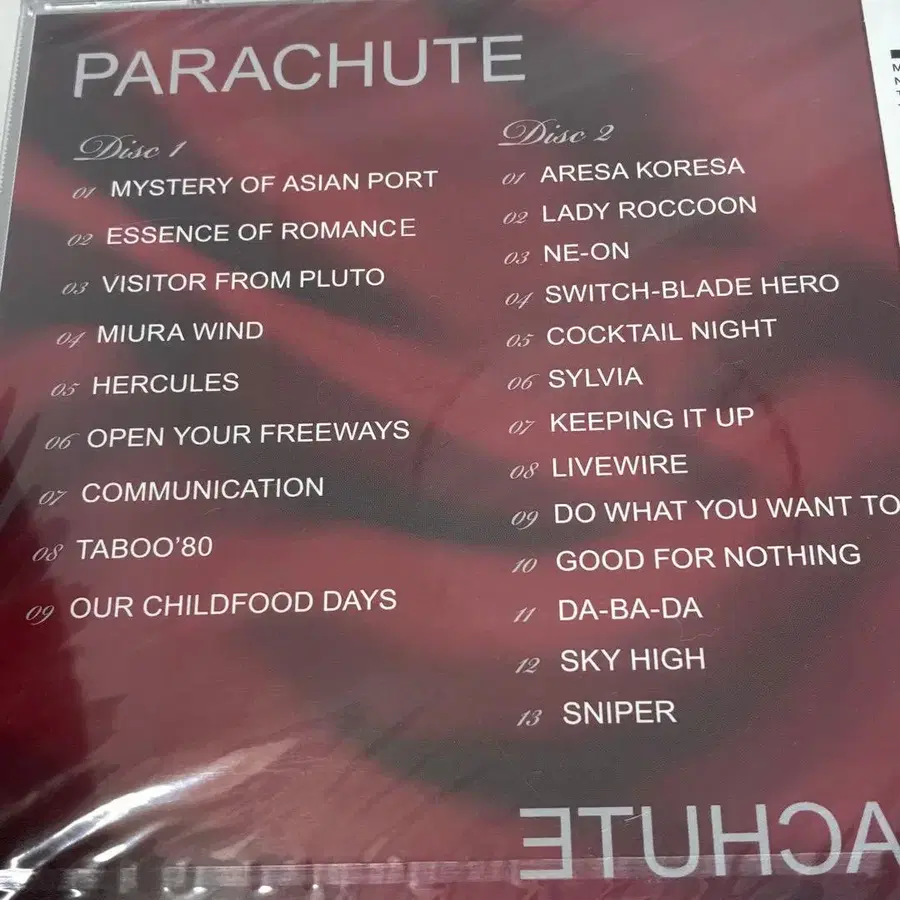 PARACHUTE
Disc 1
01 MYSTERY OF ASIAN PORT
02 ESSENCE OF ROMANCE
03 VISITOR FROM PLUTO
04 MIURA WIND
05 HERCULES
06 OPEN YOUR FREEWAYS
07 COMMUNICATION
08 TABOO'80
09 OUR CHILDFOOD DAYS
Disc 2
01 ARESA KORESA
02 LADY ROCCOON
03 NE-ON
04 SWITCH-BLADE HERO
05 COCKTAIL NIGHT
06 SYLVIA
07 KEEPING IT UP
08 LIVEWIRE
09 DO WHAT YOU WANT TO
10 GOOD FOR NOTHING
11 DA-BA-DA
12 SKY HIGH
13 SNIPER
ACHUTE